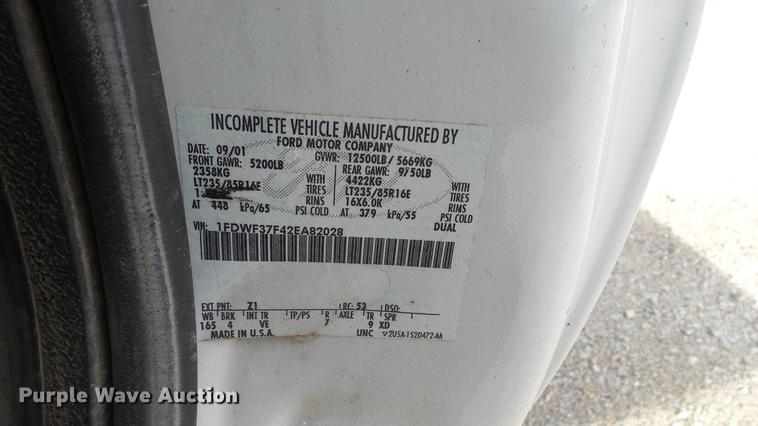 INCOMPLETE VEHICLE MANUFACTURED BY
FORD MOTOR COMPANY
DATE: 09/01 GVWR: 12500LB / 5669KG
FRONT GAWR: 5200LB REAR GAWR: 9750LB
2358KG WITH 4422KG WITH
LT235/85R16E TIRES LT235/85R16E TIRES
RIMS 16X6.0K RIMS
AT 448 kPa/65 PSI COLD AT 379 kPa/55 PSI COLD
DUAL
VIN: 1FDWF37F42EA82028
EXT PNT: Z1 RC: 53 DSO:
WB BRK INT TR TP/PS R AXLE TR SPR
165 4 VE 7 9 XD
MADE IN U.S.A. UNC 2U5A-1520472-AA
Purple Wave Auction